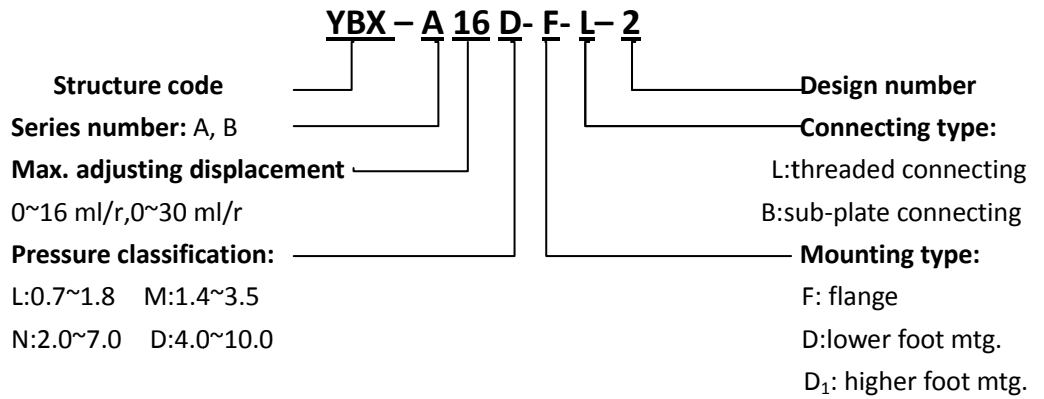 YBX – A 16 D- F- L– 2
Structure code
Design number
Series number: A, B
Connecting type:
Max. adjusting displacement
L:threaded connecting
0~16 ml/r,0~30 ml/r
B:sub-plate connecting
Pressure classification:
Mounting type:
L:0.7~1.8 M:1.4~3.5
F: flange
N:2.0~7.0 D:4.0~10.0
D:lower foot mtg.
D₁: higher foot mtg.